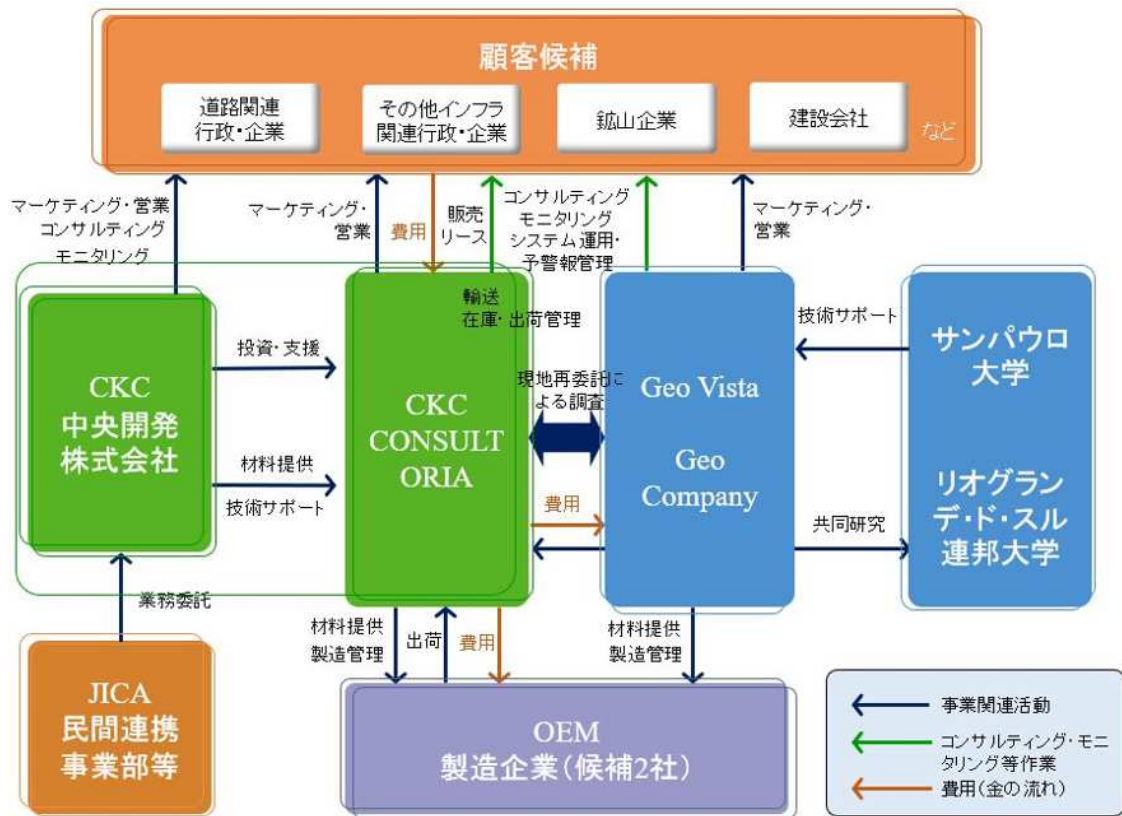 顧客候補
道路関連
行政・企業
その他インフラ
関連行政・企業
鉱山企業
建設会社
など
マーケティング・営業
コンサルティング
モニタリング
マーケティング・
営業
費用
販売
リース
コンサルティング
モニタリング
システム運用・
予警報管理
マーケティング・
営業
CKC
中央開発
株式会社
投資・支援
材料提供
技術サポート
輸送
在庫・出荷管理
CKC
CONSULT
ORIA
現地再委託に
よる調査
費用
Geo Vista
Geo
Company
技術サポート
共同研究
サンパウロ
大学
リオグラン
デ・ド・スル
連邦大学
業務委託
JICA
民間連携
事業部等
材料提供
製造管理
出荷
費用
材料提供
製造管理
OEM
製造企業(候補2社)
事業関連活動
コンサルティング・モニ
タリング等作業
費用(金の流れ)